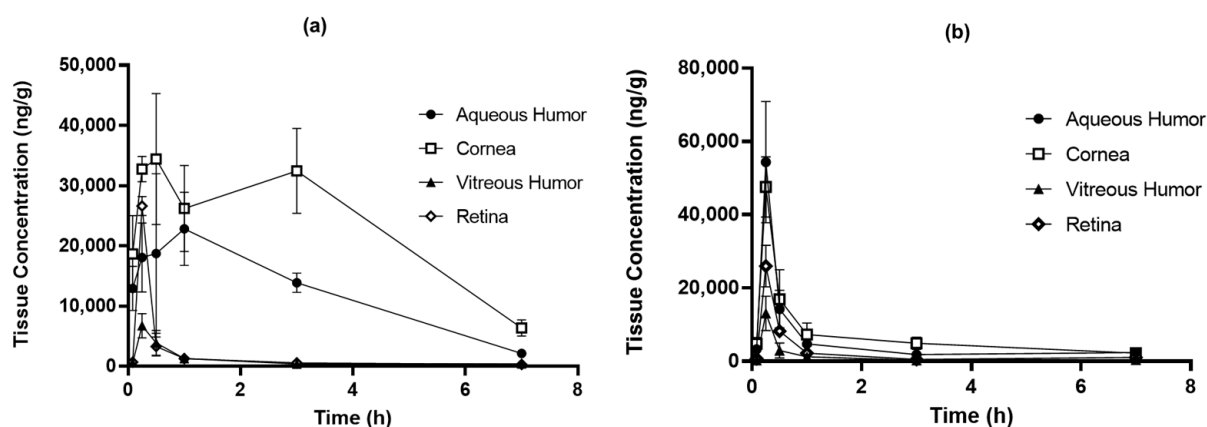 (a)
Tissue Concentration (ng/g)
50,000
40,000
30,000
20,000
10,000
0
0 2 4 6 8
Time (h)
Aqueous Humor
Cornea
Vitreous Humor
Retina
(b)
Tissue Concentration (ng/g)
80,000
60,000
40,000
20,000
0
0 2 4 6 8
Time (h)
Aqueous Humor
Cornea
Vitreous Humor
Retina